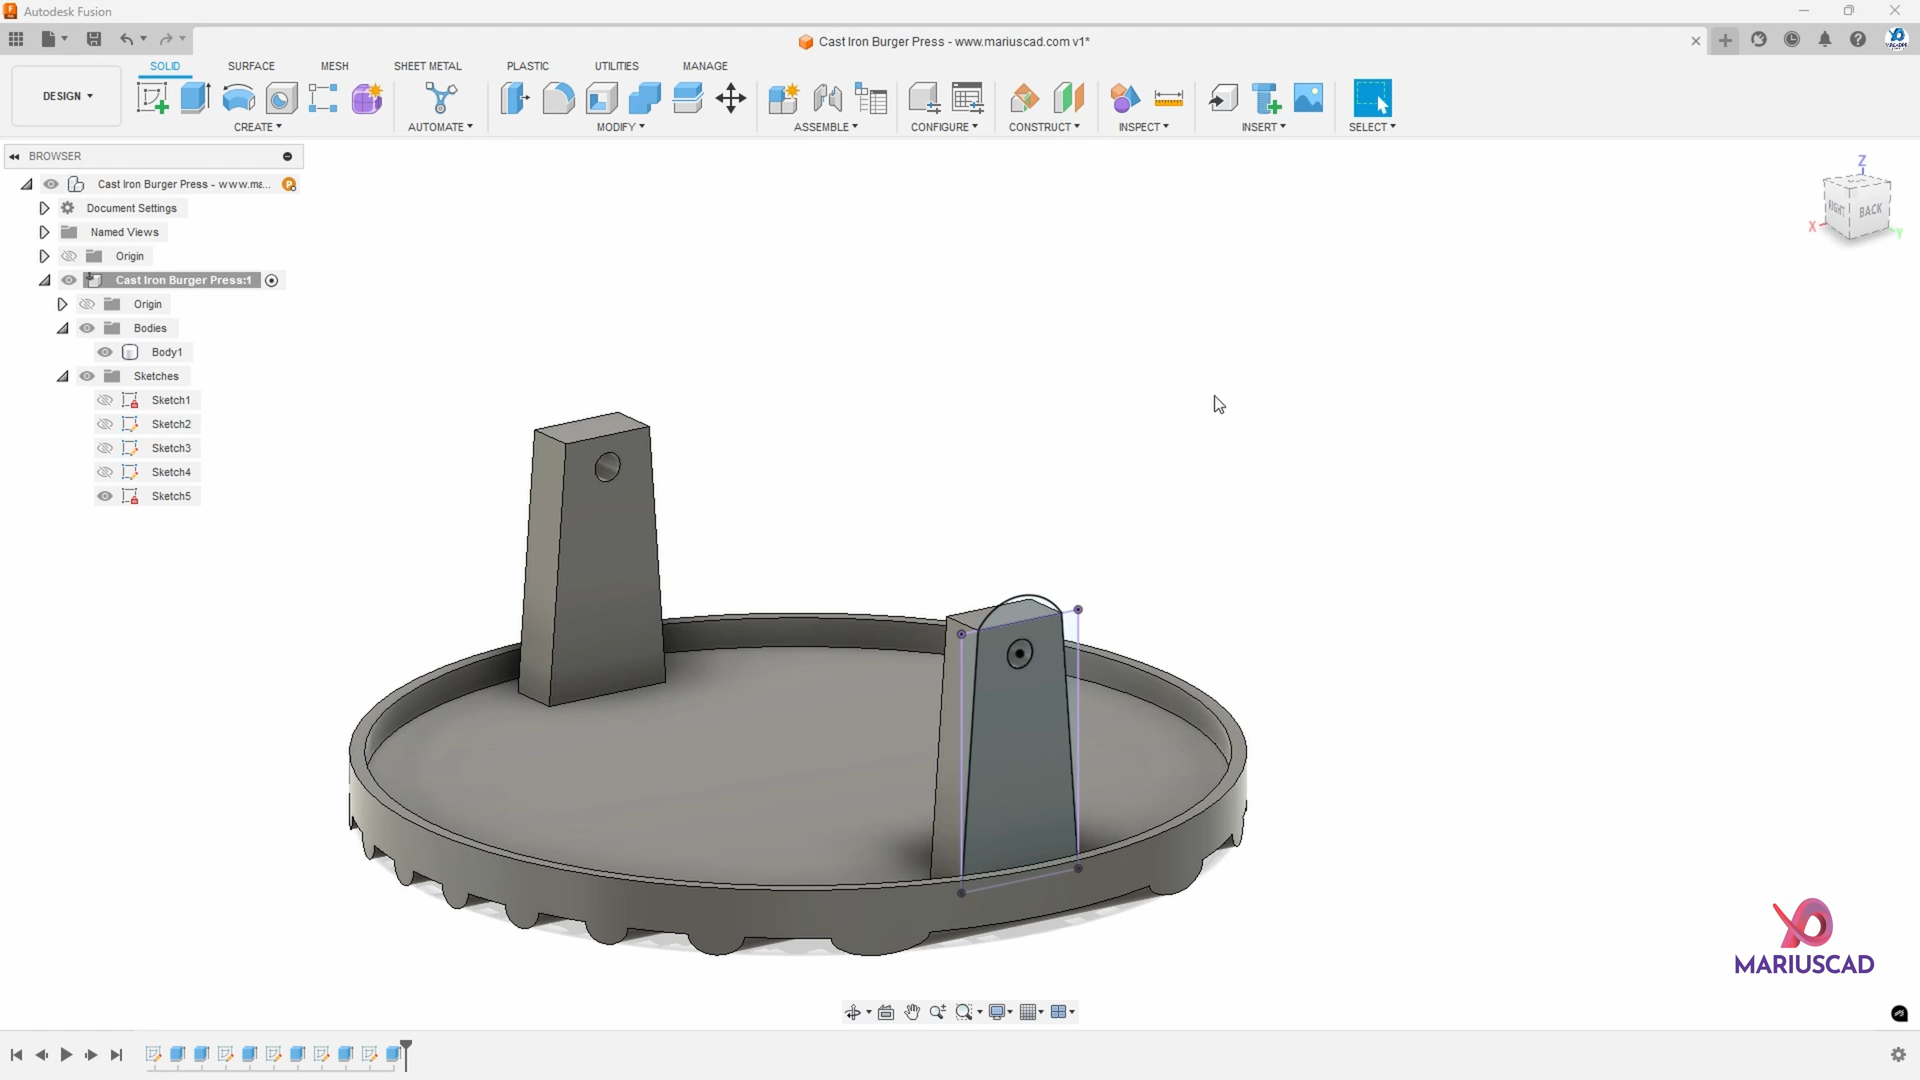 Autodesk Fusion
Cast Iron Burger Press - www.mariuscad.com v1*
SOLID SURFACE MESH SHEET METAL PLASTIC UTILITIES MANAGE
DESIGN
CREATE AUTOMATE MODIFY ASSEMBLE CONFIGURE CONSTRUCT INSPECT INSERT SELECT
BROWSER
Cast Iron Burger Press - www.ma...
Document Settings
Named Views
Origin
Cast Iron Burger Press:1
Origin
Bodies
Body1
Sketches
Sketch1
Sketch2
Sketch3
Sketch4
Sketch5
Z
RIGHT BACK
X Y
MARIUSCAD